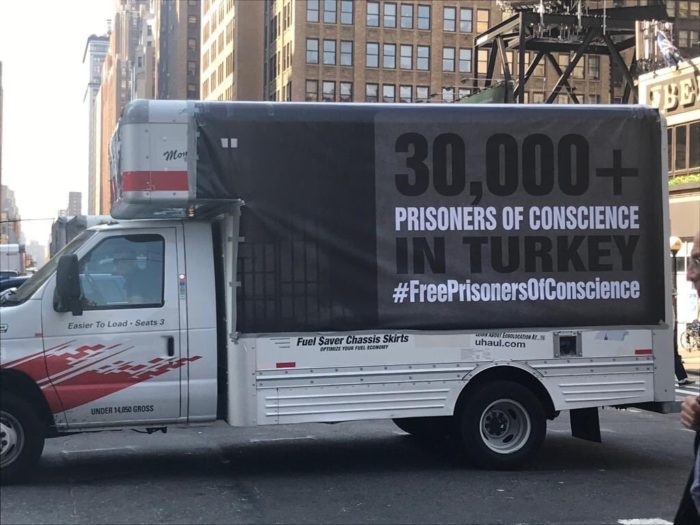 30,000+
PRISONERS OF CONSCIENCE
IN TURKEY
#FreePrisonersOfConscience
Easier To Load • Seats 3
Fuel Saver Chassis Skirts
OPTIMIZE YOUR FUEL ECONOMY
uhaul.com
UNDER 14,050 GROSS